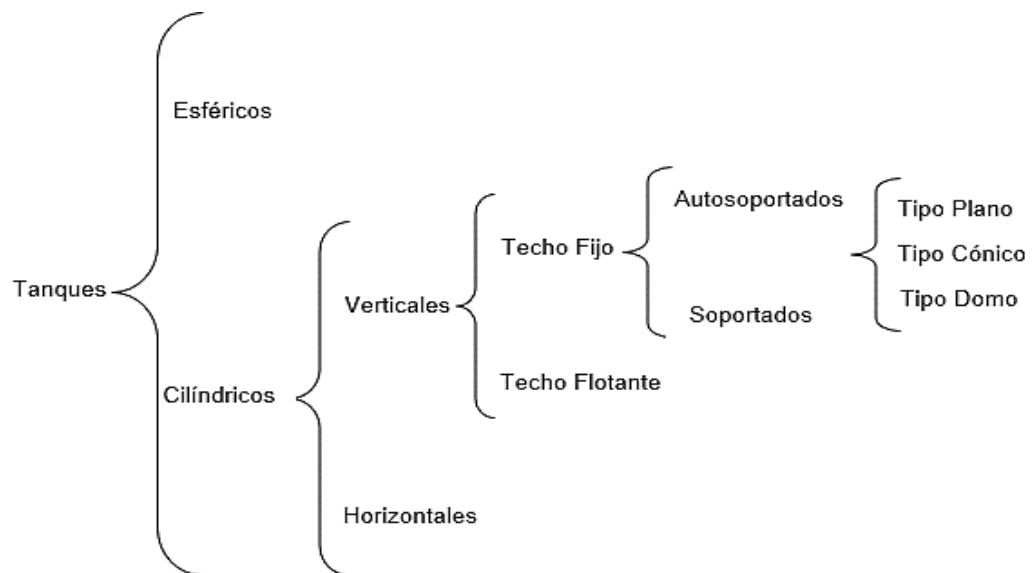 Tanques
Esféricos
Cilíndricos
Verticales
Horizontales
Techo Fijo
Techo Flotante
Autosoportados
Soportados
Tipo Plano
Tipo Cónico
Tipo Domo